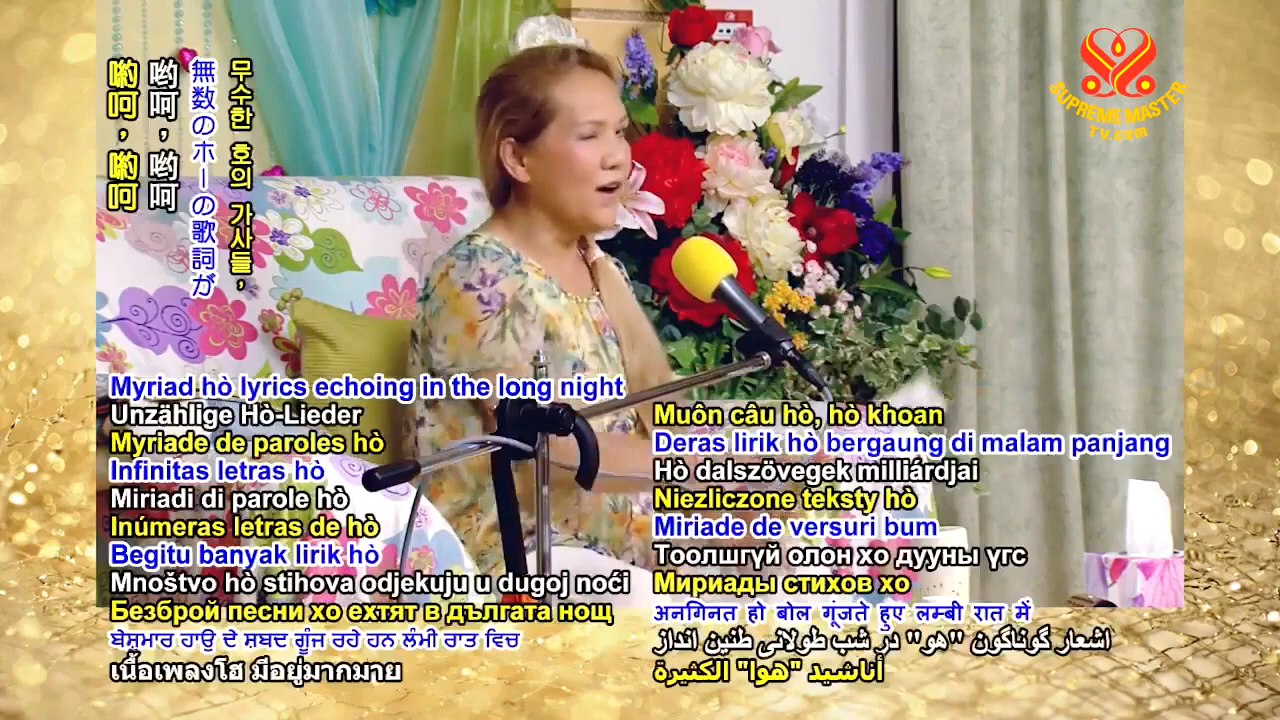 呵喲，呵喲
呵喲，呵喲
無数のホーの歌詞が
무수한 호의 가사들,
SUPREME MASTER
TV.com
Myriad hò lyrics echoing in the long night
Unzählige Hò-Lieder
Myriade de paroles hò
Infinitas letras hò
Miriadi di parole hò
Inúmeras letras de hò
Begitu banyak lirik hò
Mnoštvo hò stihova odjekuju u dugoj noći
Безброй песни хо ехтят в дългата нощ
ਬੇਸ਼ੁਮਾਰ ਹਾਉ ਦੇ ਸ਼ਬਦ ਗੂੰਜ ਰਹੇ ਹਨ ਲੰਮੀ ਰਾਤ ਵਿਚ
เนื้อเพลงโฮ มีอยู่มากมาย
Muôn câu hò, hò khoan
Deras lirik hò bergaung di malam panjang
Hò dalszövegek milliárdjai
Niezliczone teksty hò
Miriade de versuri bum
Тоолшгүй олон хо дууны үгс
Мириады стихов хо
अनगिनत हो बोल गूंजते हुए लम्बी रात में
اشعار گوناگون "هو" در شب طولانی طنین انداز
أناشيد "هوا" الكثيرة